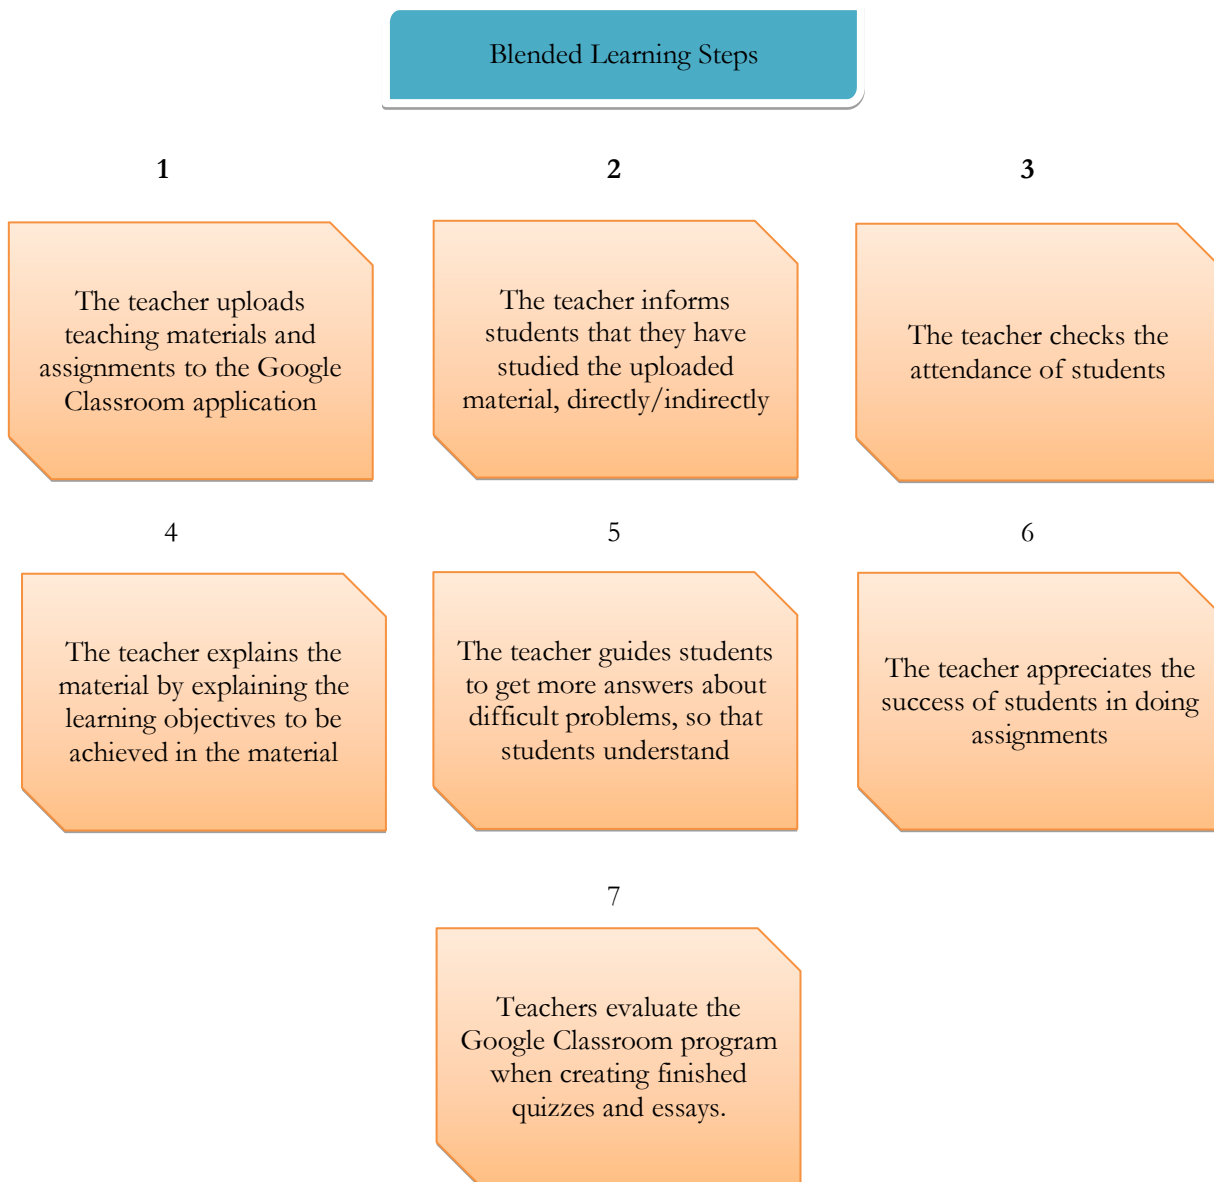 Blended Learning Steps
1
2
3
The teacher uploads
teaching materials and
assignments to the Google
Classroom application
The teacher informs
students that they have
studied the uploaded
material, directly/indirectly
The teacher checks the
attendance of students
4
5
6
The teacher explains the
material by explaining the
learning objectives to be
achieved in the material
The teacher guides students
to get more answers about
difficult problems, so that
students understand
The teacher appreciates the
success of students in doing
assignments
7
Teachers evaluate the
Google Classroom program
when creating finished
quizzes and essays.